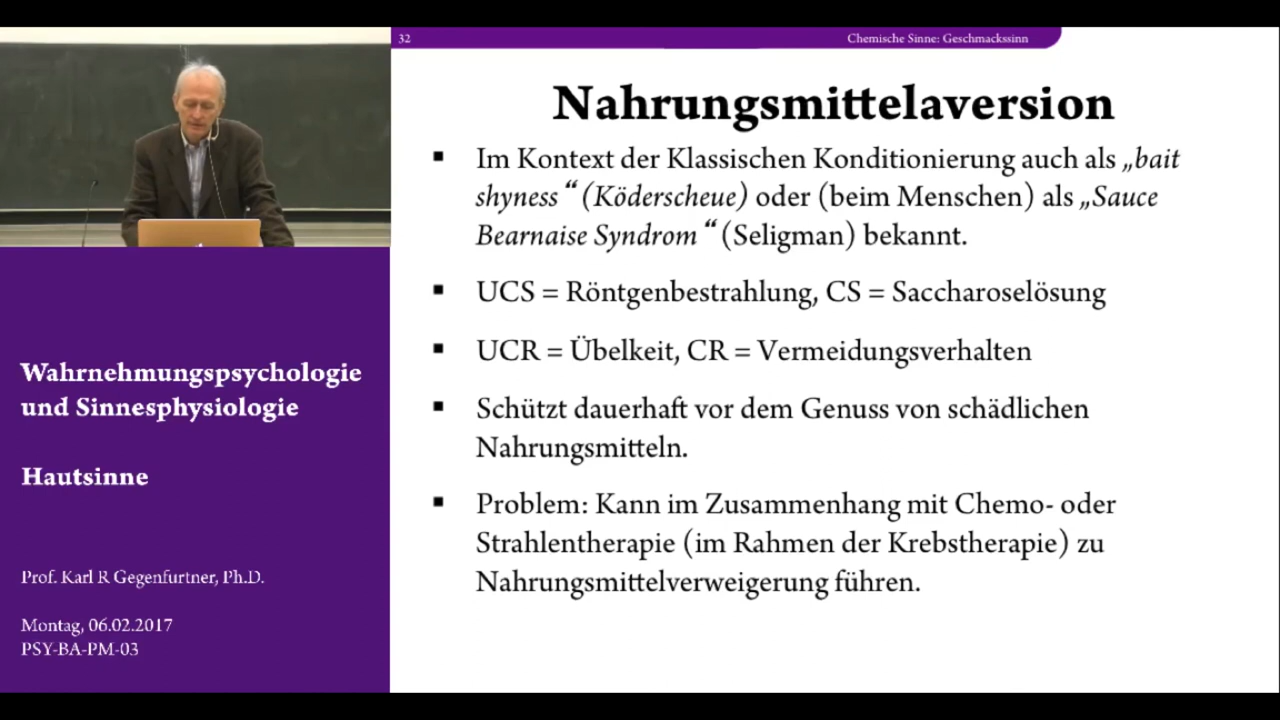 32
Chemische Sinne: Geschmackssinn
Nahrungsmittelaversion
▪ Im Kontext der Klassischen Konditionierung auch als „bait
shyness“ (Köderscheue) oder (beim Menschen) als „Sauce
Bearnaise Syndrom“ (Seligman) bekannt.
▪ UCS = Röntgenbestrahlung, CS = Saccharoselösung
▪ UCR = Übelkeit, CR = Vermeidungsverhalten
▪ Schützt dauerhaft vor dem Genuss von schädlichen
Nahrungsmitteln.
▪ Problem: Kann im Zusammenhang mit Chemo- oder
Strahlentherapie (im Rahmen der Krebstherapie) zu
Nahrungsmittelverweigerung führen.
Wahrnehmungspsychologie
und Sinnesphysiologie
Hautsinne
Prof. Karl R Gegenfurtner, Ph.D.
Montag, 06.02.2017
PSY-BA-PM-03